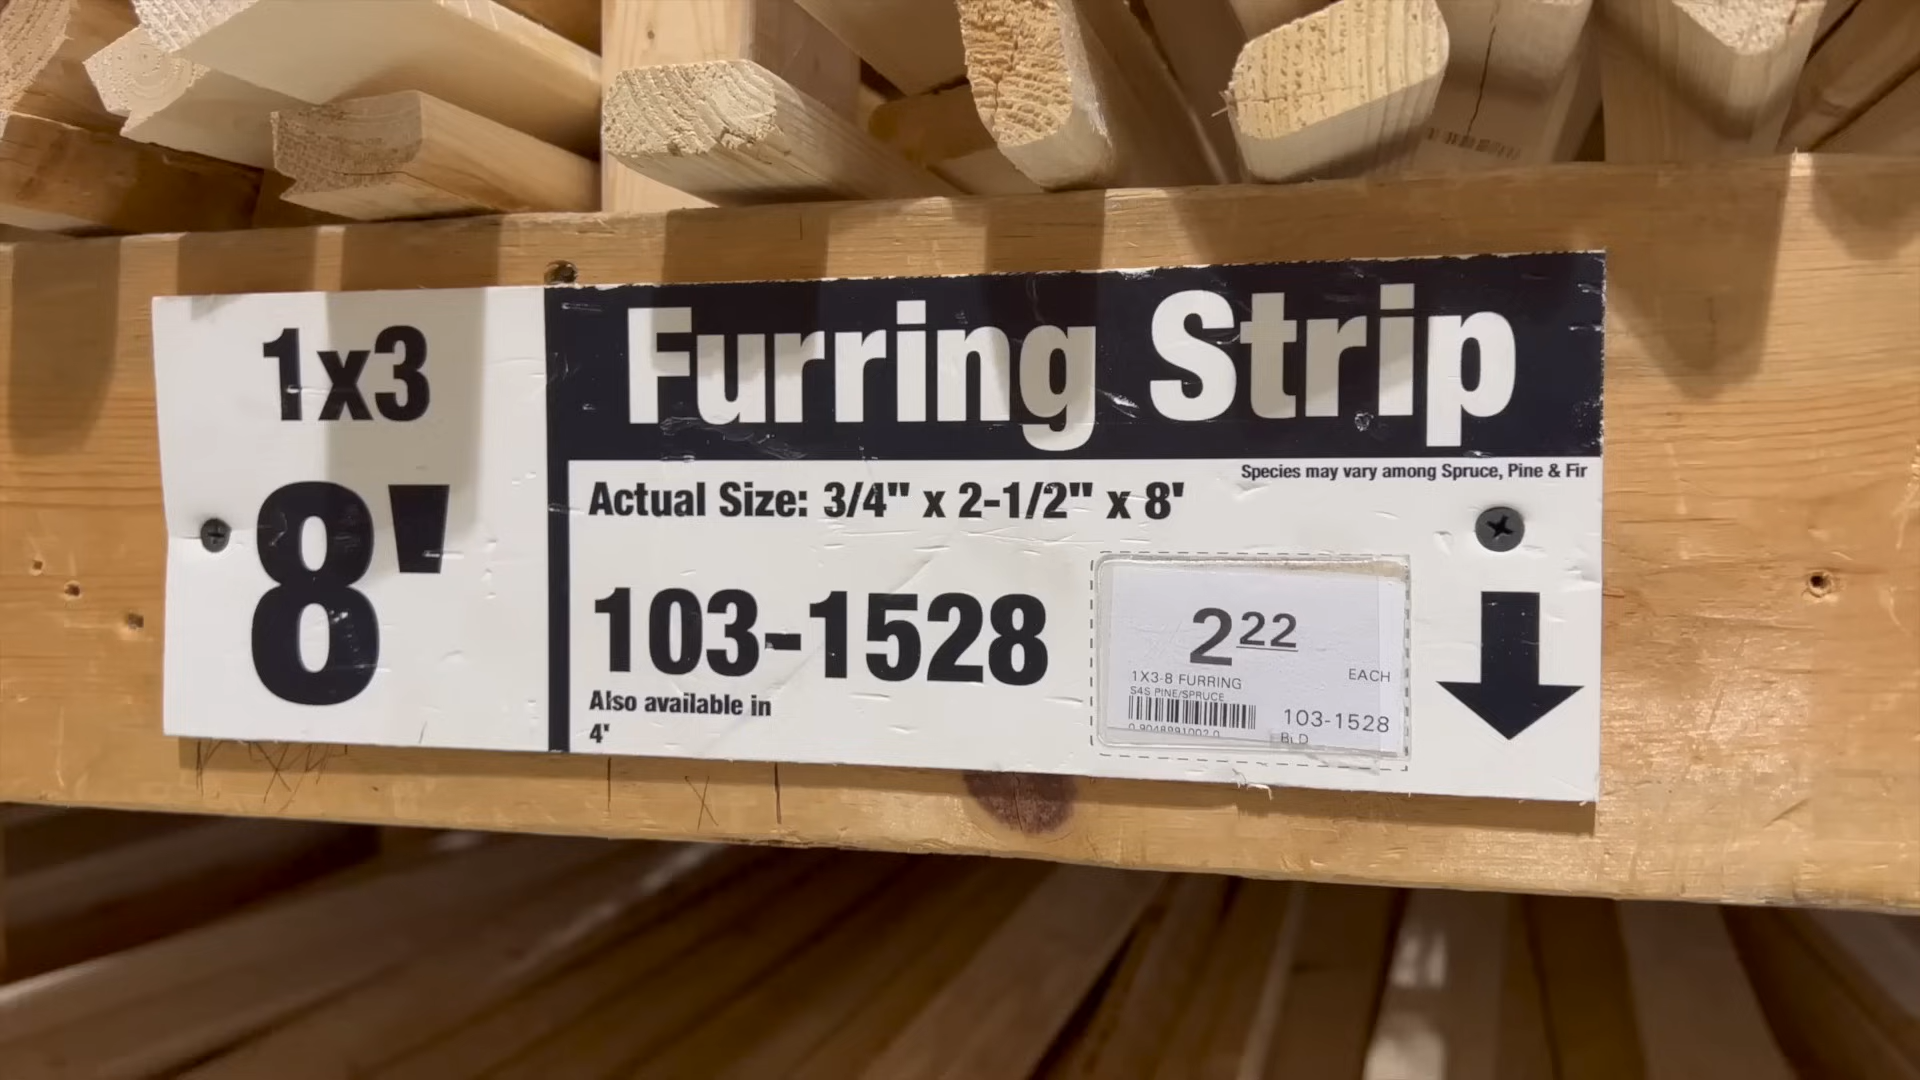 1x3
8'
Furring Strip
Species may vary among Spruce, Pine & Fir
Actual Size: 3/4" x 2-1/2" x 8'
103-1528
Also available in
4'
2 22
EACH
1X3-8 FURRING
S4S PINE/SPRUCE
103-1528
BLD